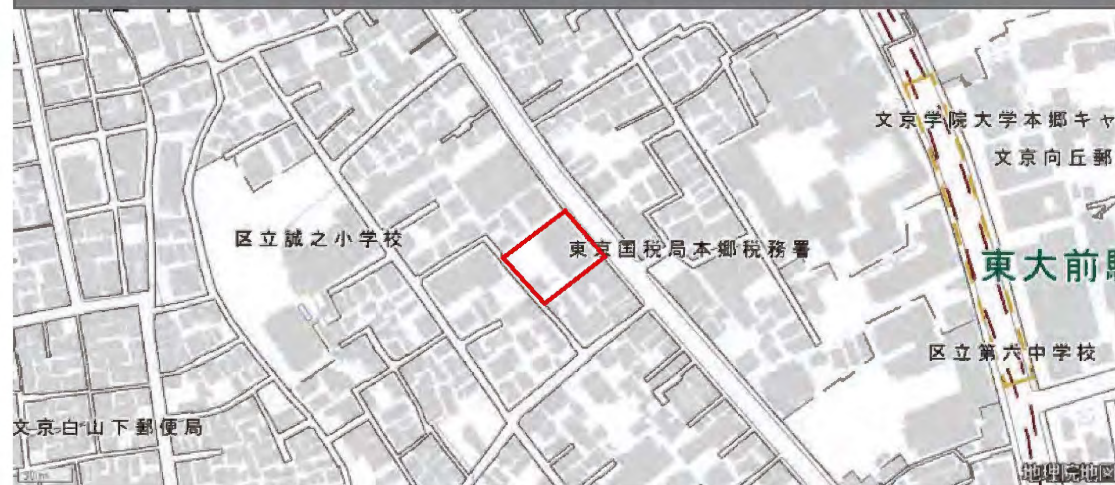 文京学院大学本郷キャ
文京向丘郵
区立誠之小学校
東京国税局本郷税務署
東大前駅
区立第六中学校
文京白山下郵便局
50m
地理院地図